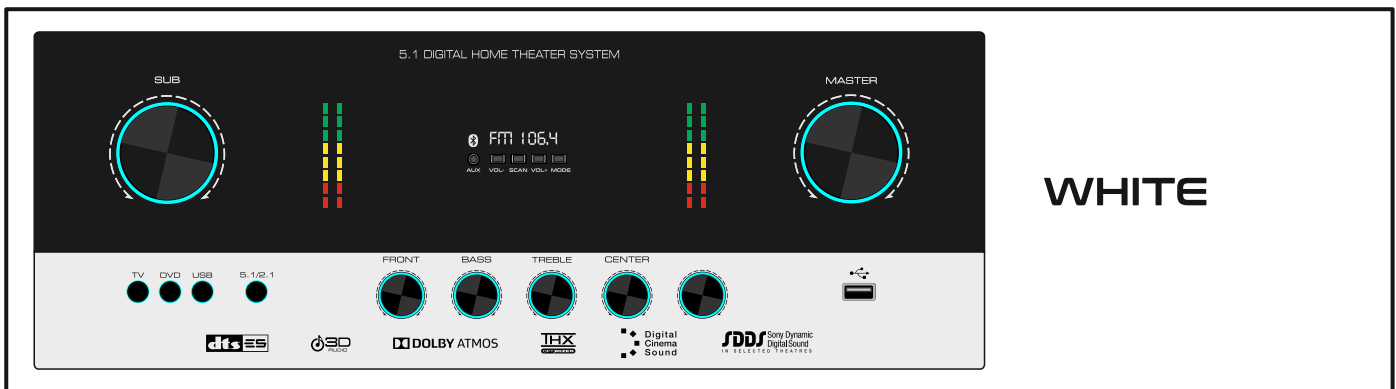 5.1 DIGITAL HOME THEATER SYSTEM
SUB
MASTER
FM 106.4
AUX VOL- SCAN VOL+ MODE
WHITE
TV DVD USB 5.1/2.1
FRONT BASS TREBLE CENTER
dts ES
3D
AUDIO
DOLBY ATMOS
THX
OPTIMIZER
Digital
Cinema
Sound
SDDS Sony Dynamic
Digital Sound
IN SELECTED THEATRES